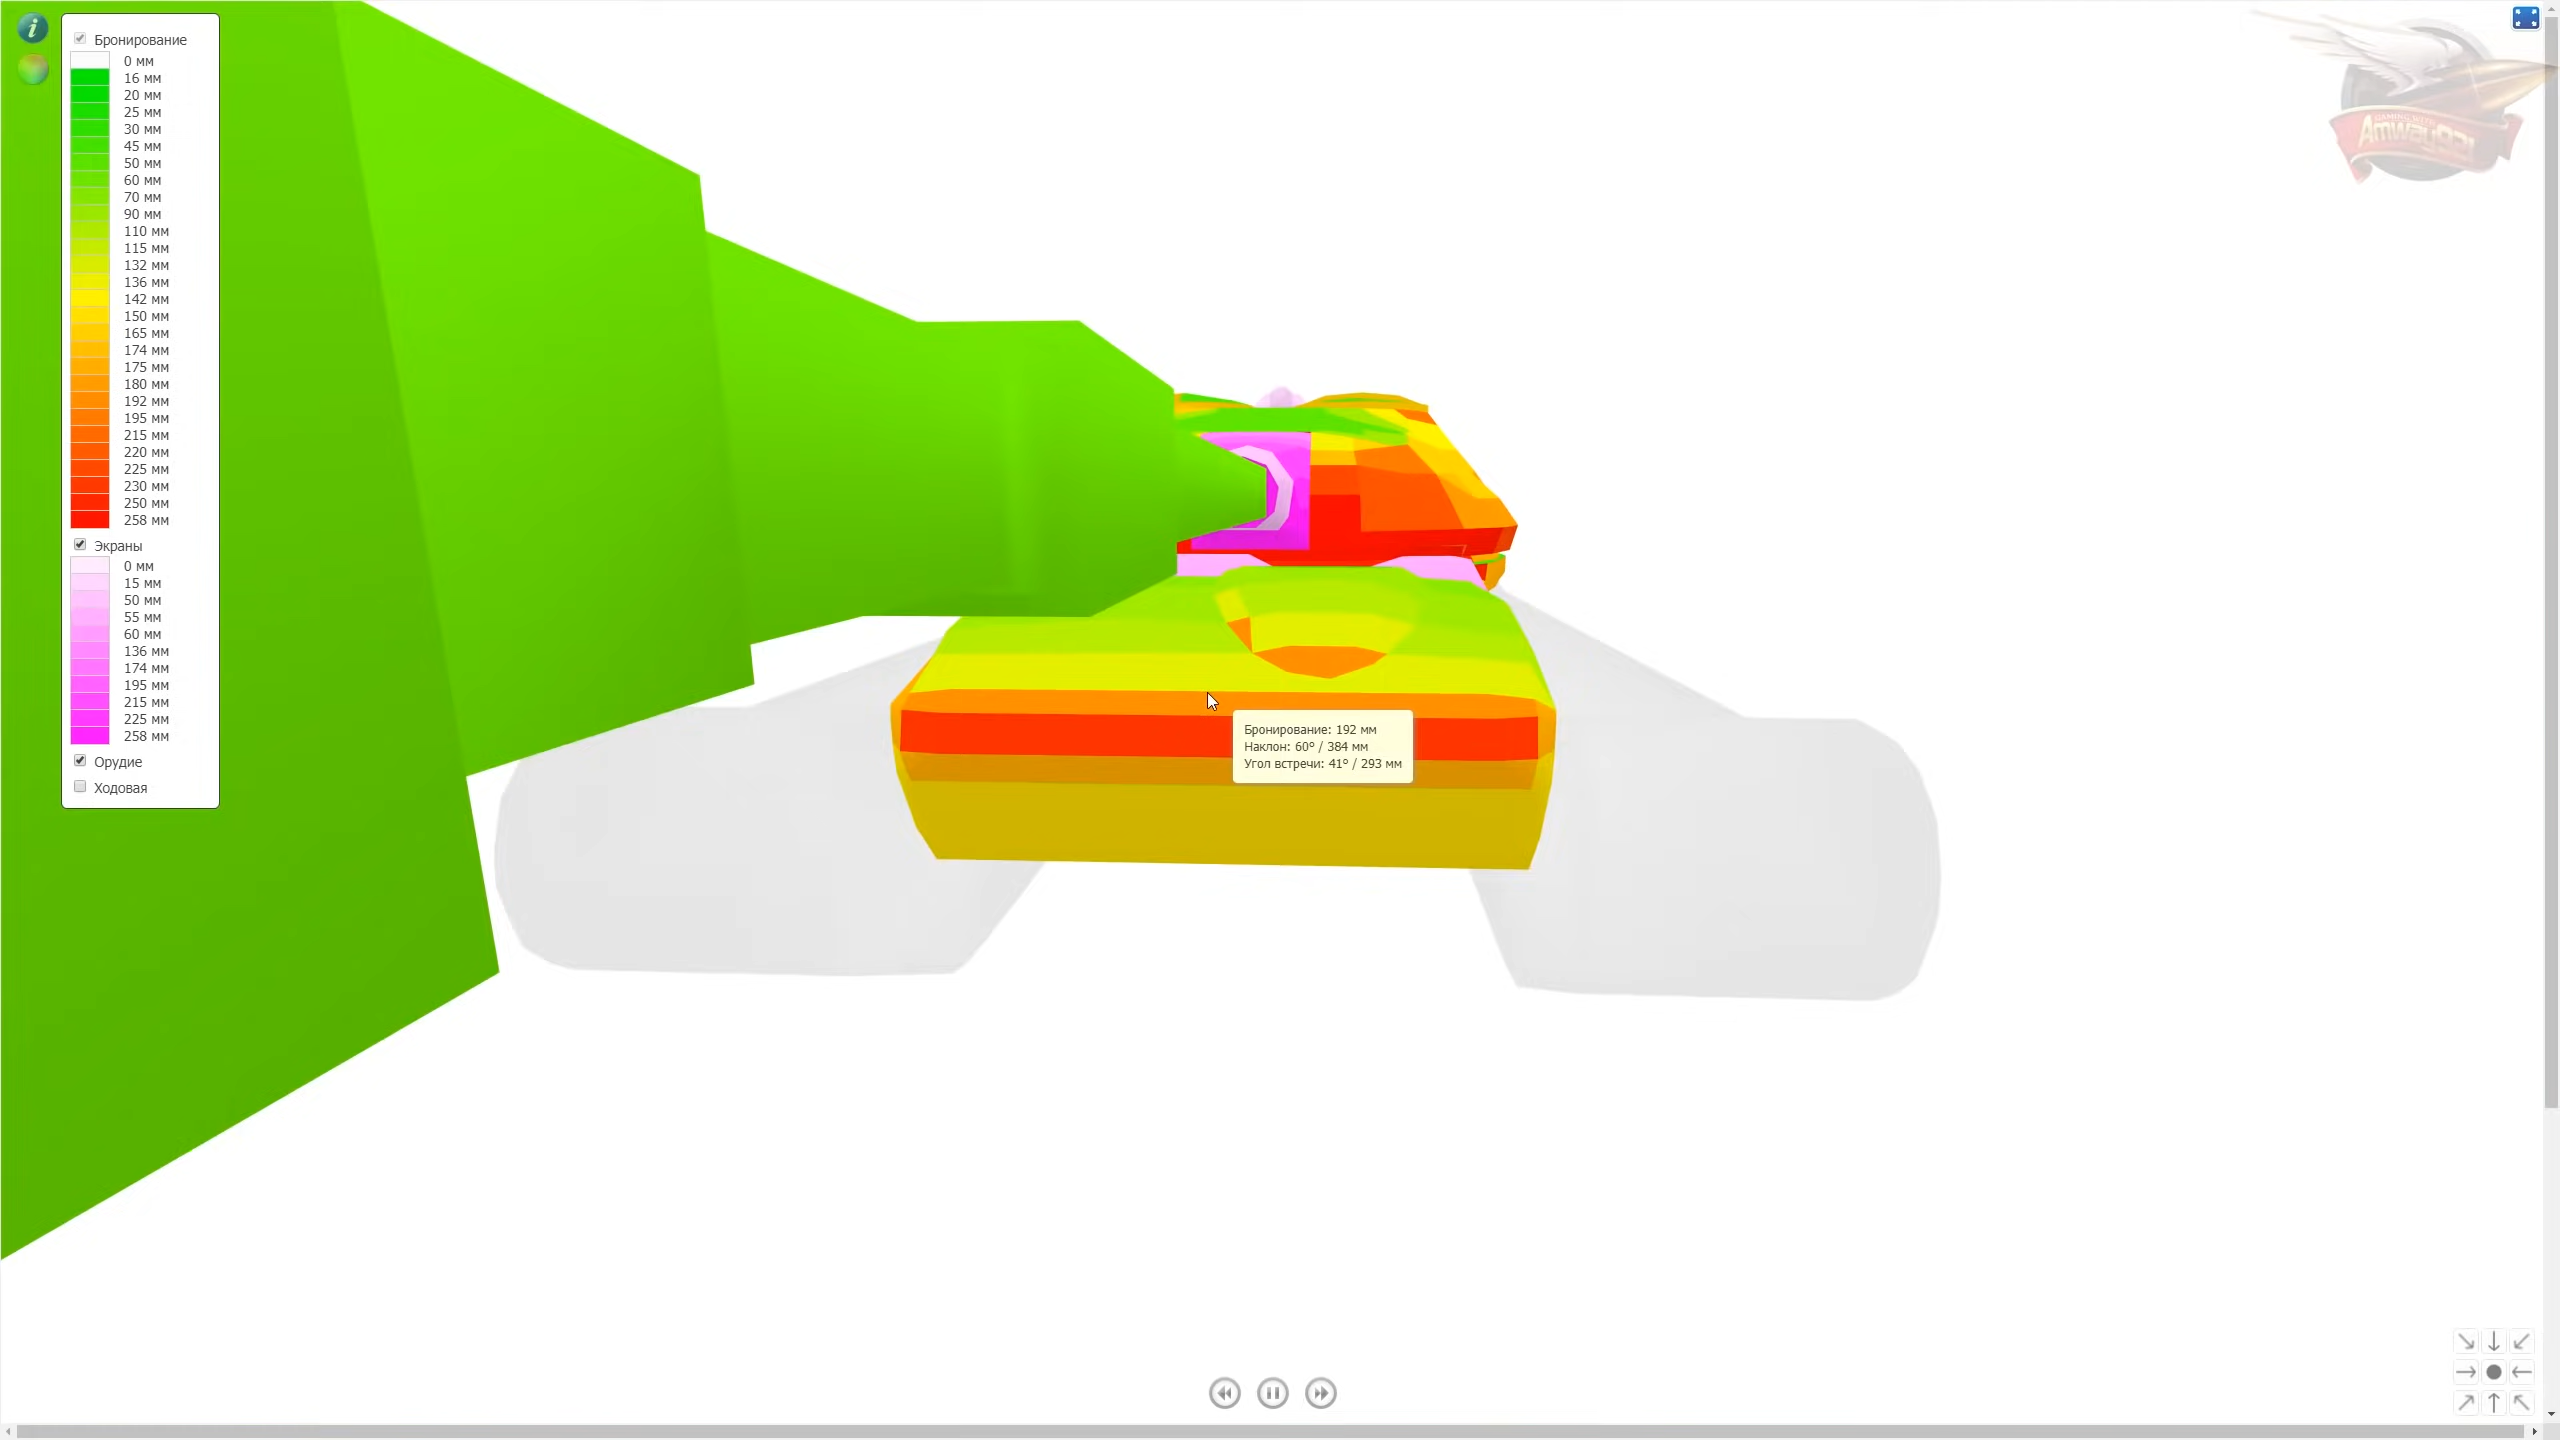 Бронирование
0 мм
16 мм
20 мм
25 мм
30 мм
45 мм
50 мм
60 мм
70 мм
90 мм
110 мм
115 мм
132 мм
136 мм
142 мм
150 мм
165 мм
174 мм
175 мм
180 мм
192 мм
195 мм
215 мм
220 мм
225 мм
230 мм
250 мм
258 мм
Экраны
0 мм
15 мм
50 мм
55 мм
60 мм
136 мм
174 мм
195 мм
215 мм
225 мм
258 мм
Орудие
Ходовая
Бронирование: 192 мм
Наклон: 60° / 384 мм
Угол встречи: 41° / 293 мм
GAMING WITH
Amway921